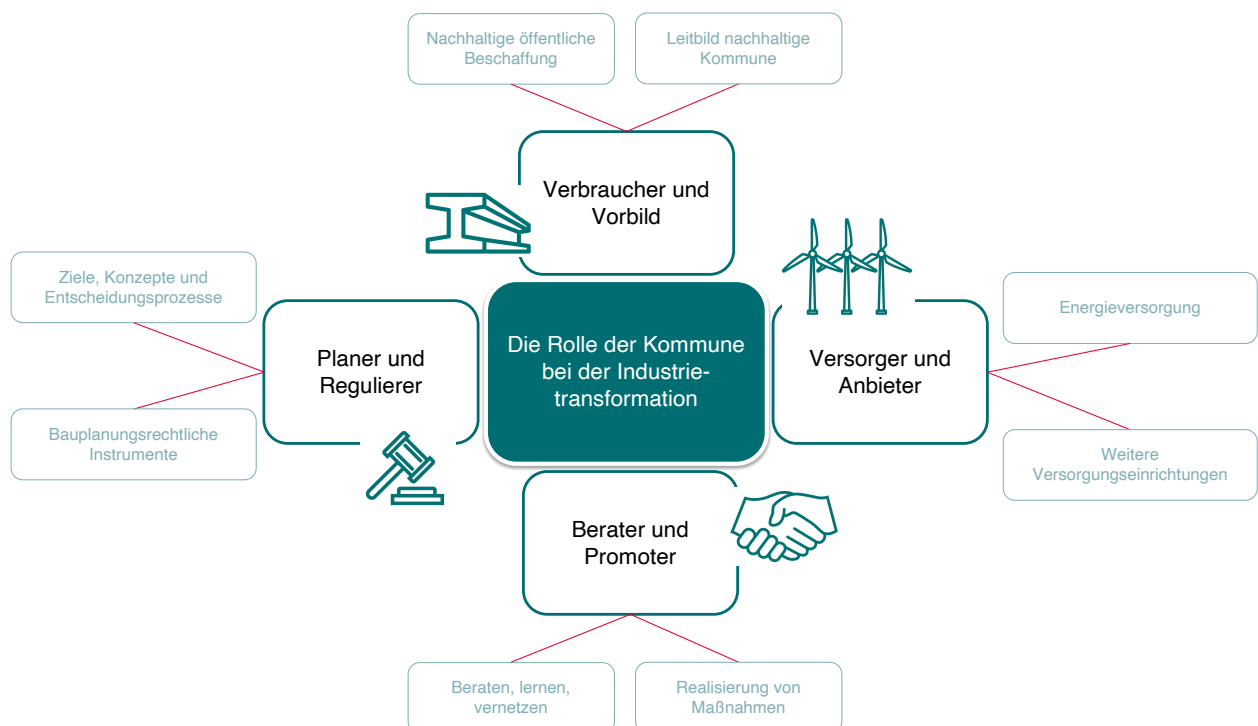 Nachhaltige öffentliche
Beschaffung
Leitbild nachhaltige
Kommune
Verbraucher und
Vorbild
Ziele, Konzepte und
Entscheidungsprozesse
Bauplanungsrechtliche
Instrumente
Planer und
Regulierer
Die Rolle der Kommune
bei der Industrie-
transformation
Versorger und
Anbieter
Energieversorgung
Weitere
Versorgungseinrichtungen
Berater und
Promoter
Beraten, lernen,
vernetzen
Realisierung von
Maßnahmen